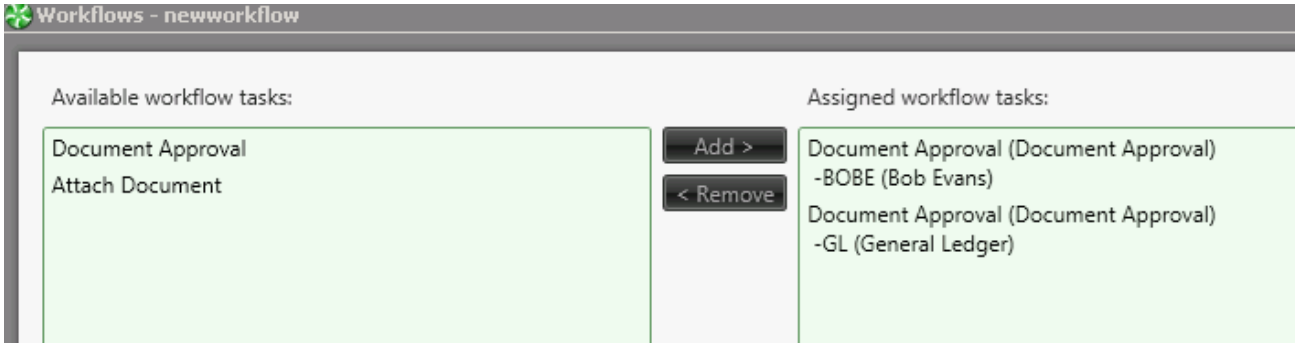 Workflows - newworkflow
Available workflow tasks:
Assigned workflow tasks:
Document Approval
Attach Document
Add >
< Remove
Document Approval (Document Approval)
-BOBE (Bob Evans)
Document Approval (Document Approval)
-GL (General Ledger)